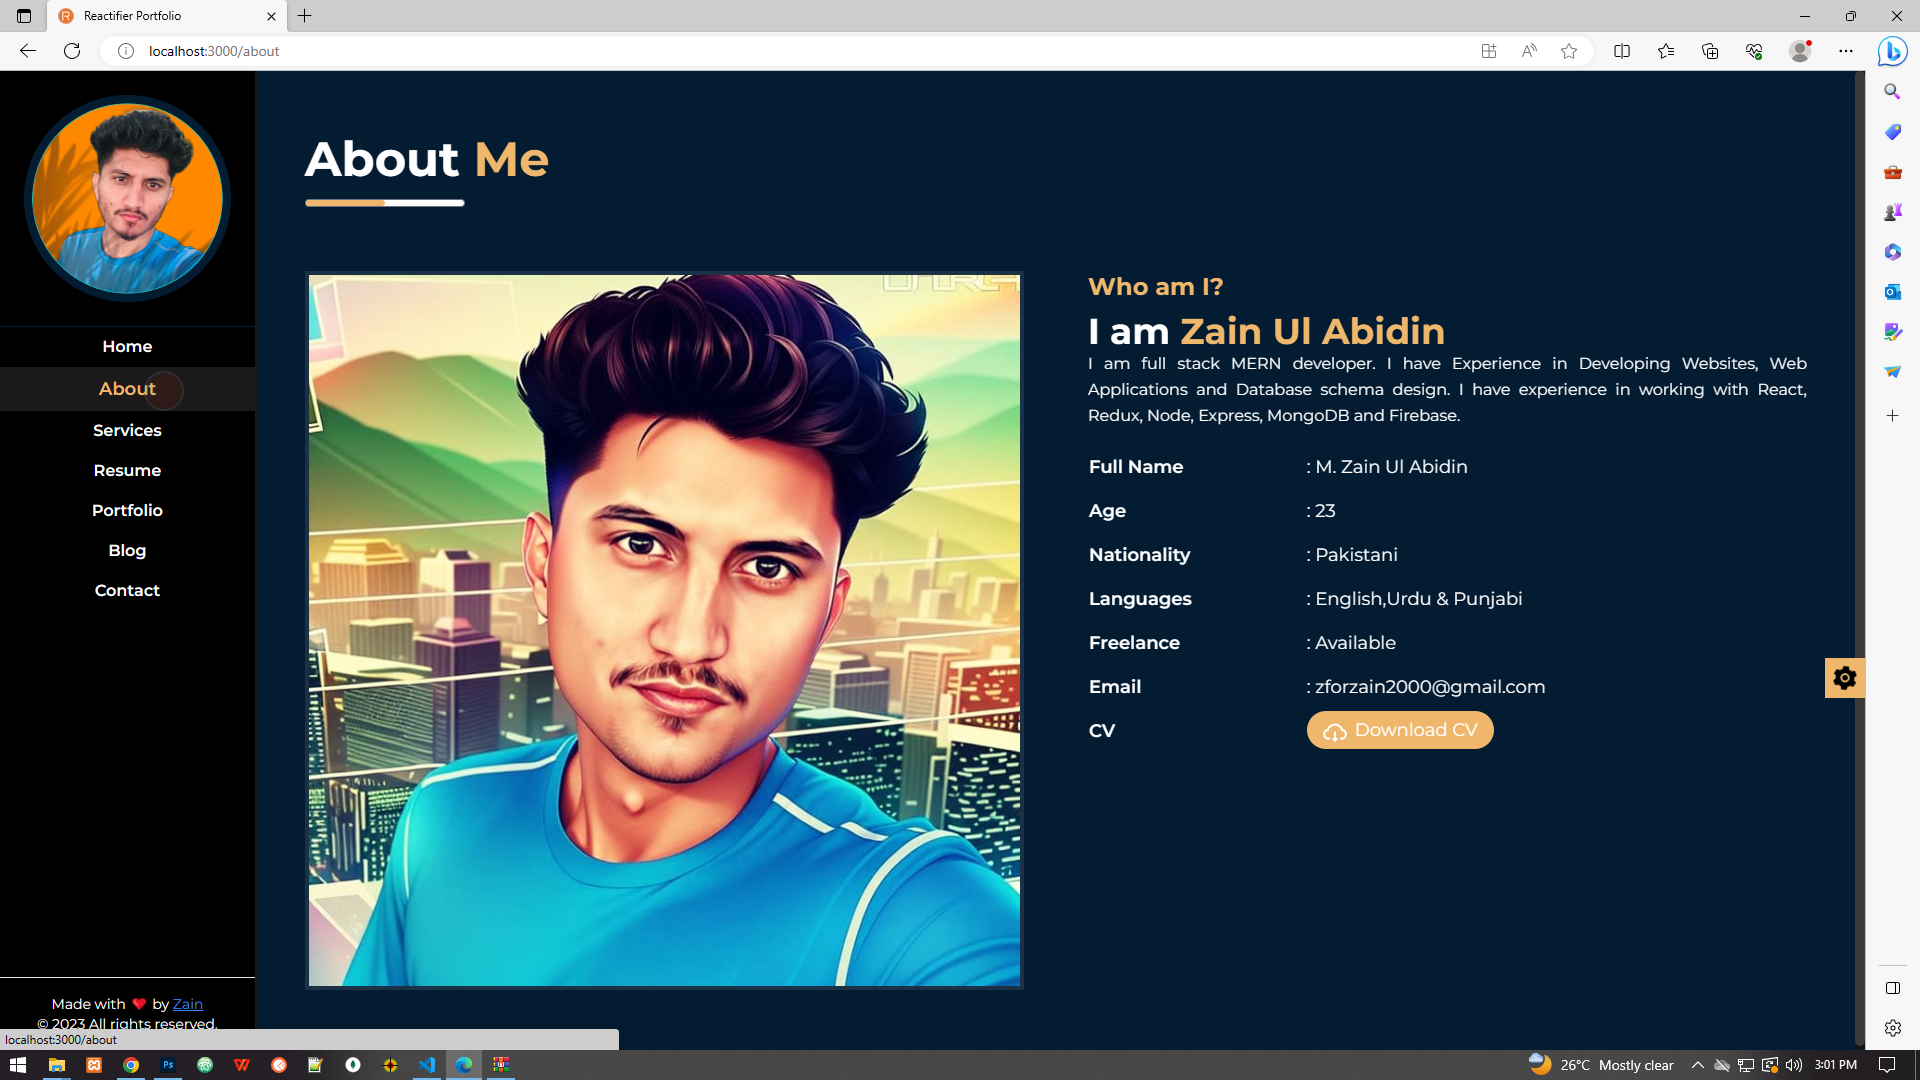 Reactifier Portfolio
localhost:3000/about
About Me
Home
About
Services
Resume
Portfolio
Blog
Contact
Who am I?
I am Zain Ul Abidin
I am full stack MERN developer. I have Experience in Developing Websites, Web
Applications and Database schema design. I have experience in working with React,
Redux, Node, Express, MongoDB and Firebase.
Full Name : M. Zain Ul Abidin
Age : 23
Nationality : Pakistani
Languages : English,Urdu & Punjabi
Freelance : Available
Email : zforzain2000@gmail.com
CV Download CV
Made with ❤ by Zain
© 2023 All rights reserved.
localhost:3000/about
26°C Mostly clear
3:01 PM